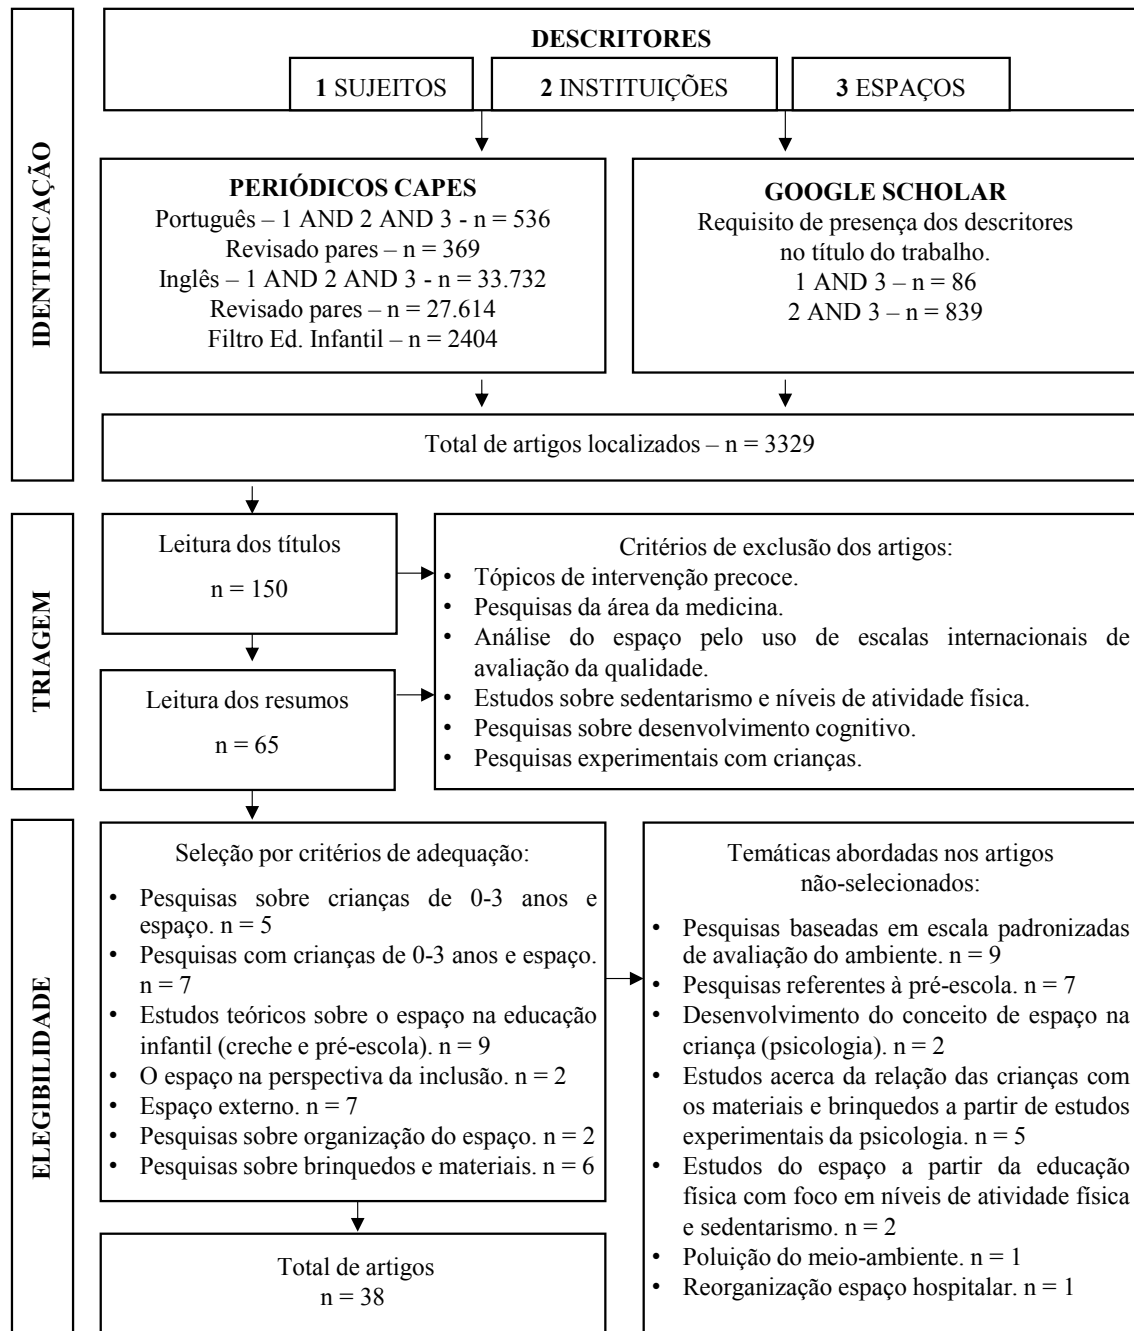 IDENTIFICAÇÃO
DESCRITORES
1 SUJEITOS
2 INSTITUIÇÕES
3 ESPAÇOS
PERIÓDICOS CAPES
Português – 1 AND 2 AND 3 - n = 536
Revisado pares – n = 369
Inglês – 1 AND 2 AND 3 - n = 33.732
Revisado pares – n = 27.614
Filtro Ed. Infantil – n = 2404
GOOGLE SCHOLAR
Requisito de presença dos descritores
no título do trabalho.
1 AND 3 – n = 86
2 AND 3 – n = 839
Total de artigos localizados – n = 3329
TRIAGEM
Leitura dos títulos
n = 150
Leitura dos resumos
n = 65
Critérios de exclusão dos artigos:
• Tópicos de intervenção precoce.
• Pesquisas da área da medicina.
• Análise do espaço pelo uso de escalas internacionais de
avaliação da qualidade.
• Estudos sobre sedentarismo e níveis de atividade física.
• Pesquisas sobre desenvolvimento cognitivo.
• Pesquisas experimentais com crianças.
ELEGIBILIDADE
Seleção por critérios de adequação:
• Pesquisas sobre crianças de 0-3 anos e
espaço. n = 5
• Pesquisas com crianças de 0-3 anos e espaço.
n = 7
• Estudos teóricos sobre o espaço na educação
infantil (creche e pré-escola). n = 9
• O espaço na perspectiva da inclusão. n = 2
• Espaço externo. n = 7
• Pesquisas sobre organização do espaço. n = 2
• Pesquisas sobre brinquedos e materiais. n = 6
Total de artigos
n = 38
Temáticas abordadas nos artigos
não-selecionados:
• Pesquisas baseadas em escala padronizadas
de avaliação do ambiente. n = 9
• Pesquisas referentes à pré-escola. n = 7
• Desenvolvimento do conceito de espaço na
criança (psicologia). n = 2
• Estudos acerca da relação das crianças com
os materiais e brinquedos a partir de estudos
experimentais da psicologia. n = 5
• Estudos do espaço a partir da educação
física com foco em níveis de atividade física
e sedentarismo. n = 2
• Poluição do meio-ambiente. n = 1
• Reorganização espaço hospitalar. n = 1